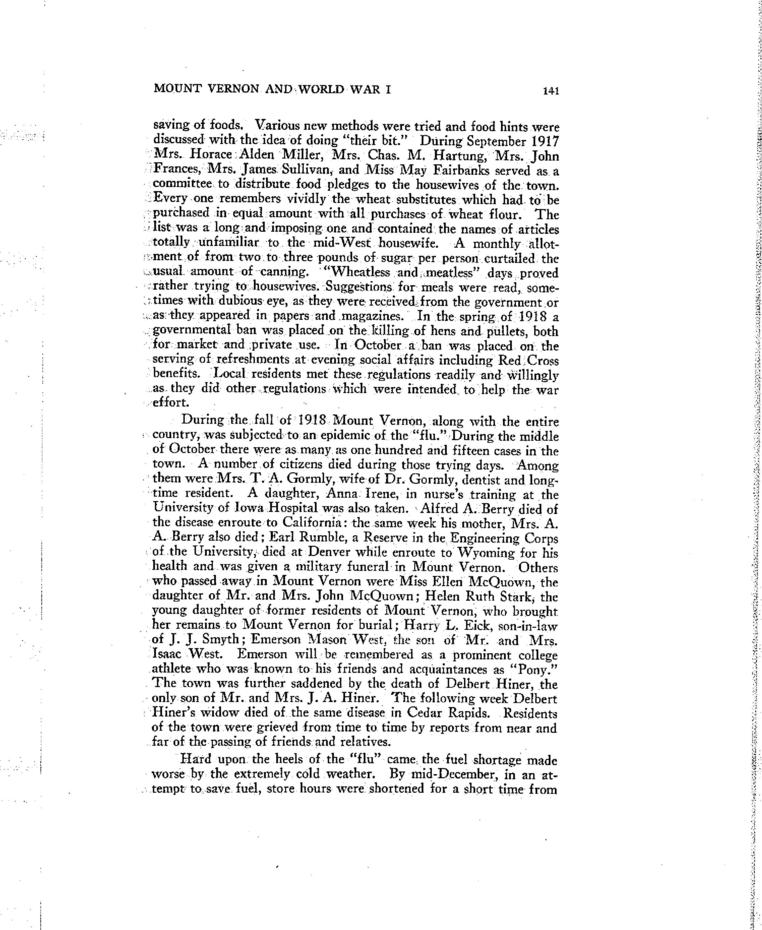 MOUNT VERNON AND WORLD WAR I 141
saving of foods. Various new methods were tried and food hints were
discussed with the idea of doing "their bit." During September 1917
Mrs. Horace Alden Miller, Mrs. Chas. M. Hartung, Mrs. John
Frances, Mrs. James Sullivan, and Miss May Fairbanks served as a
committee to distribute food pledges to the housewives of the town.
Every one remembers vividly the wheat substitutes which had to be
purchased in equal amount with all purchases of wheat flour. The
list was a long and imposing one and contained the names of articles
totally unfamiliar to the mid-West housewife. A monthly allot-
ment of from two to three pounds of sugar per person curtailed the
usual amount of canning. "Wheatless and meatless" days proved
rather trying to housewives. Suggestions for meals were read, some-
times with dubious eye, as they were received from the government or
as they appeared in papers and magazines. In the spring of 1918 a
governmental ban was placed on the killing of hens and pullets, both
for market and private use. In October a ban was placed on the
serving of refreshments at evening social affairs including Red Cross
benefits. Local residents met these regulations readily and willingly
as they did other regulations which were intended to help the war
effort.
During the fall of 1918 Mount Vernon, along with the entire
country, was subjected to an epidemic of the "flu." During the middle
of October there were as many as one hundred and fifteen cases in the
town. A number of citizens died during those trying days. Among
them were Mrs. T. A. Gormly, wife of Dr. Gormly, dentist and long-
time resident. A daughter, Anna Irene, in nurse's training at the
University of Iowa Hospital was also taken. Alfred A. Berry died of
the disease enroute to California: the same week his mother, Mrs. A.
A. Berry also died; Earl Rumble, a Reserve in the Engineering Corps
of the University, died at Denver while enroute to Wyoming for his
health and was given a military funeral in Mount Vernon. Others
who passed away in Mount Vernon were Miss Ellen McQuown, the
daughter of Mr. and Mrs. John McQuown; Helen Ruth Stark, the
young daughter of former residents of Mount Vernon, who brought
her remains to Mount Vernon for burial; Harry L. Eick, son-in-law
of J. J. Smyth; Emerson Mason West, the son of Mr. and Mrs.
Isaac West. Emerson will be remembered as a prominent college
athlete who was known to his friends and acquaintances as "Pony."
The town was further saddened by the death of Delbert Hiner, the
only son of Mr. and Mrs. J. A. Hiner. The following week Delbert
Hiner's widow died of the same disease in Cedar Rapids. Residents
of the town were grieved from time to time by reports from near and
far of the passing of friends and relatives.
Hard upon the heels of the "flu" came the fuel shortage made
worse by the extremely cold weather. By mid-December, in an at-
tempt to save fuel, store hours were shortened for a short time from